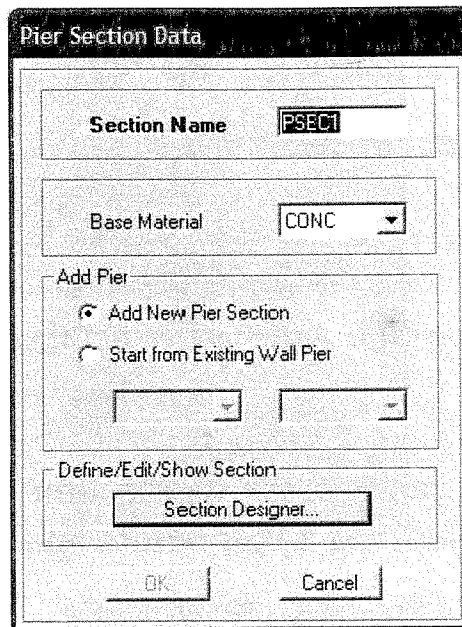 Pier Section Data
Section Name PSEC1
Base Material CONC
Add Pier
Add New Pier Section
Start from Existing Wall Pier
Define/Edit/Show Section
Section Designer...
OK Cancel